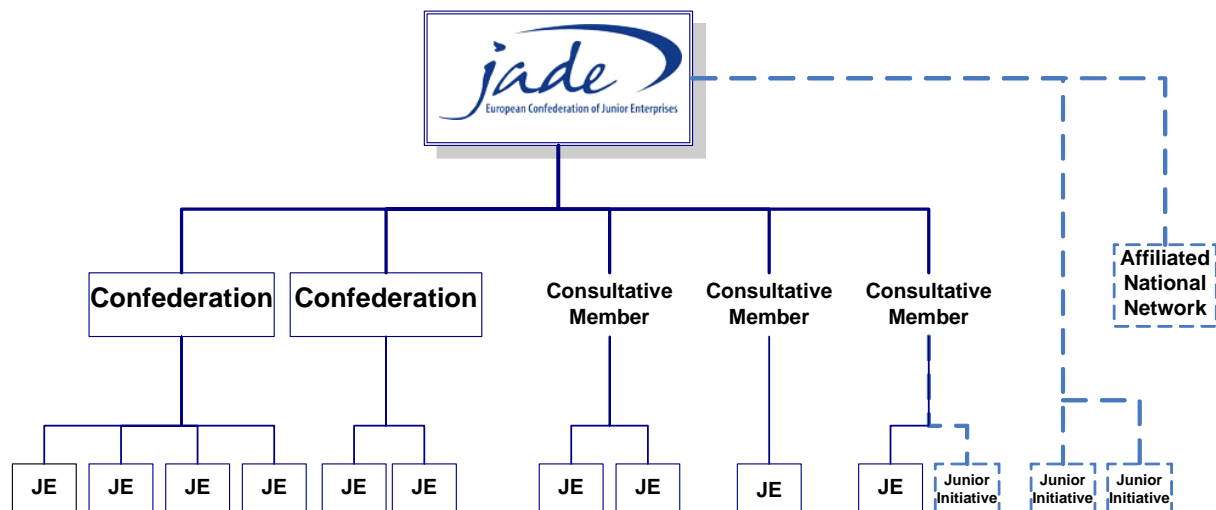 jade
European Confederation of Junior Enterprises
Affiliated
National
Network
Confederation
Confederation
Consultative
Member
Consultative
Member
Consultative
Member
JE
JE
JE
JE
JE
JE
JE
JE
JE
JE
Junior
Initiative
Junior
Initiative
Junior
Initiative